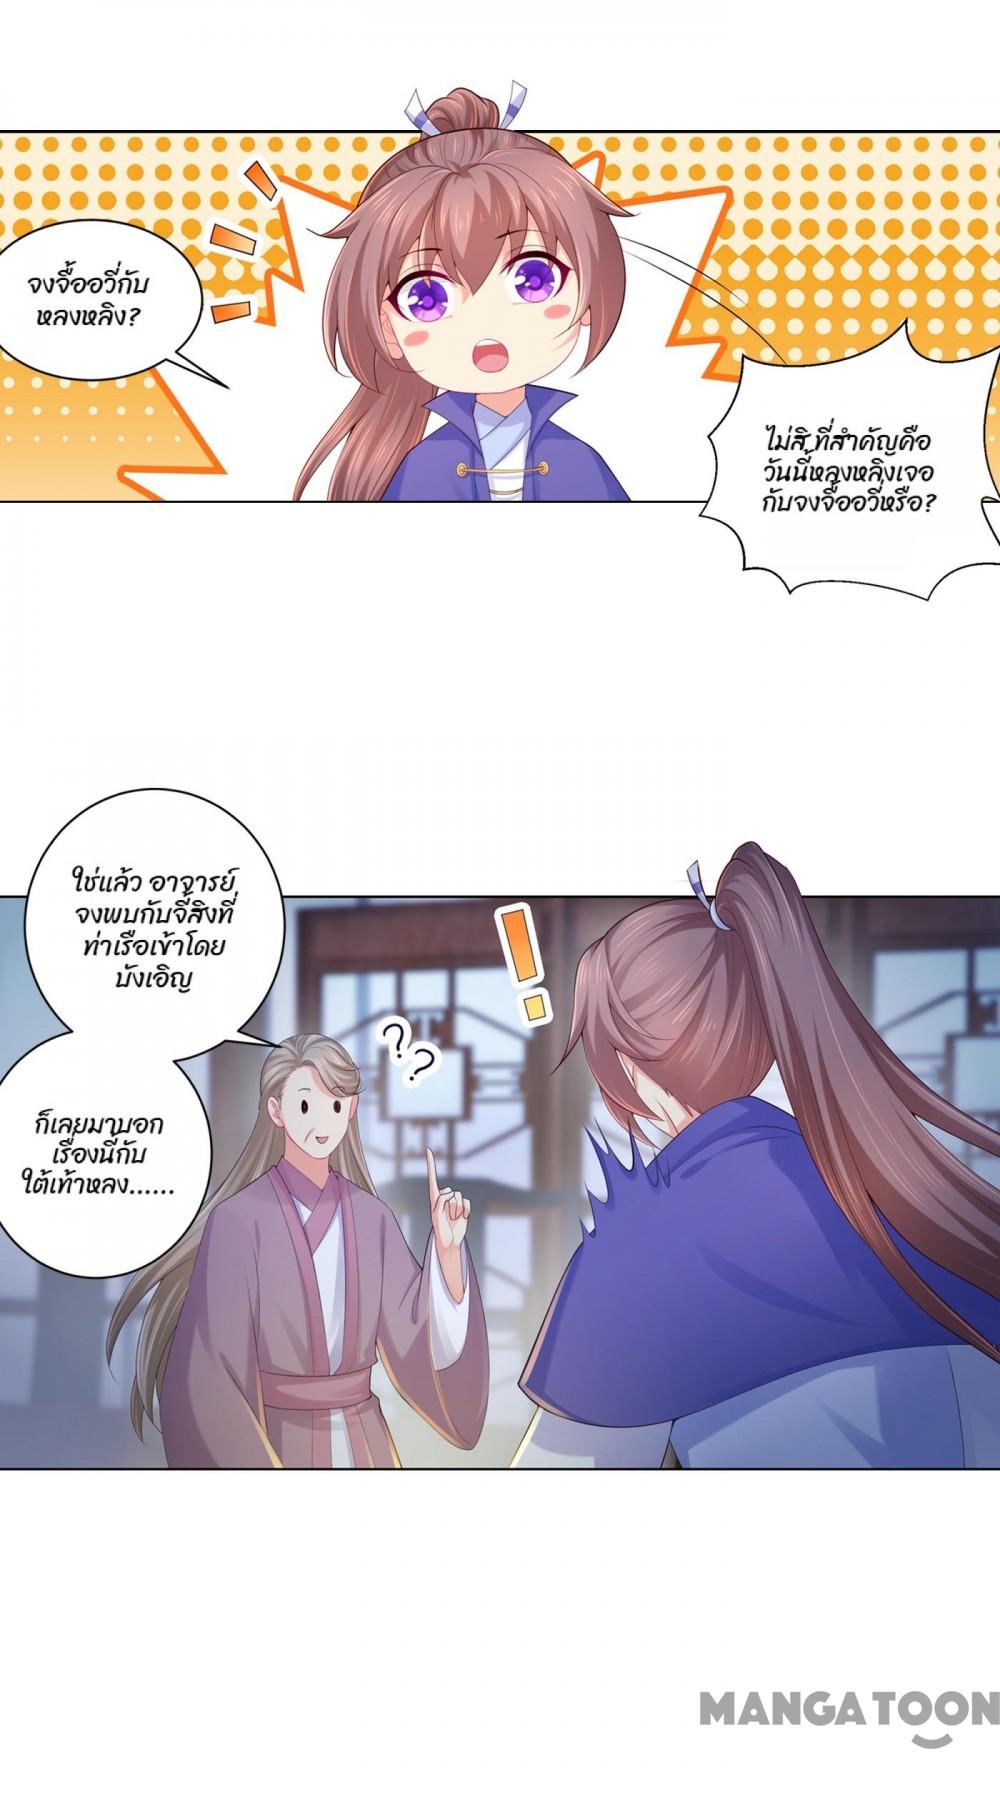 จงจื้ออวี่กับ
หลงหลิง?
ไม่สิ ที่สำคัญคือ
วันนี้หลงหลิงเจอ
กับจงจื้ออวี่หรือ?
ใช่แล้ว อาจารย์
จงพบกับจี้สิงที่
ท่าเรือเข้าโดย
บังเอิญ
??
ก็เลยมาบอก
เรื่องนี้กับ
ใต้เท้าหลง......
MANGATOON